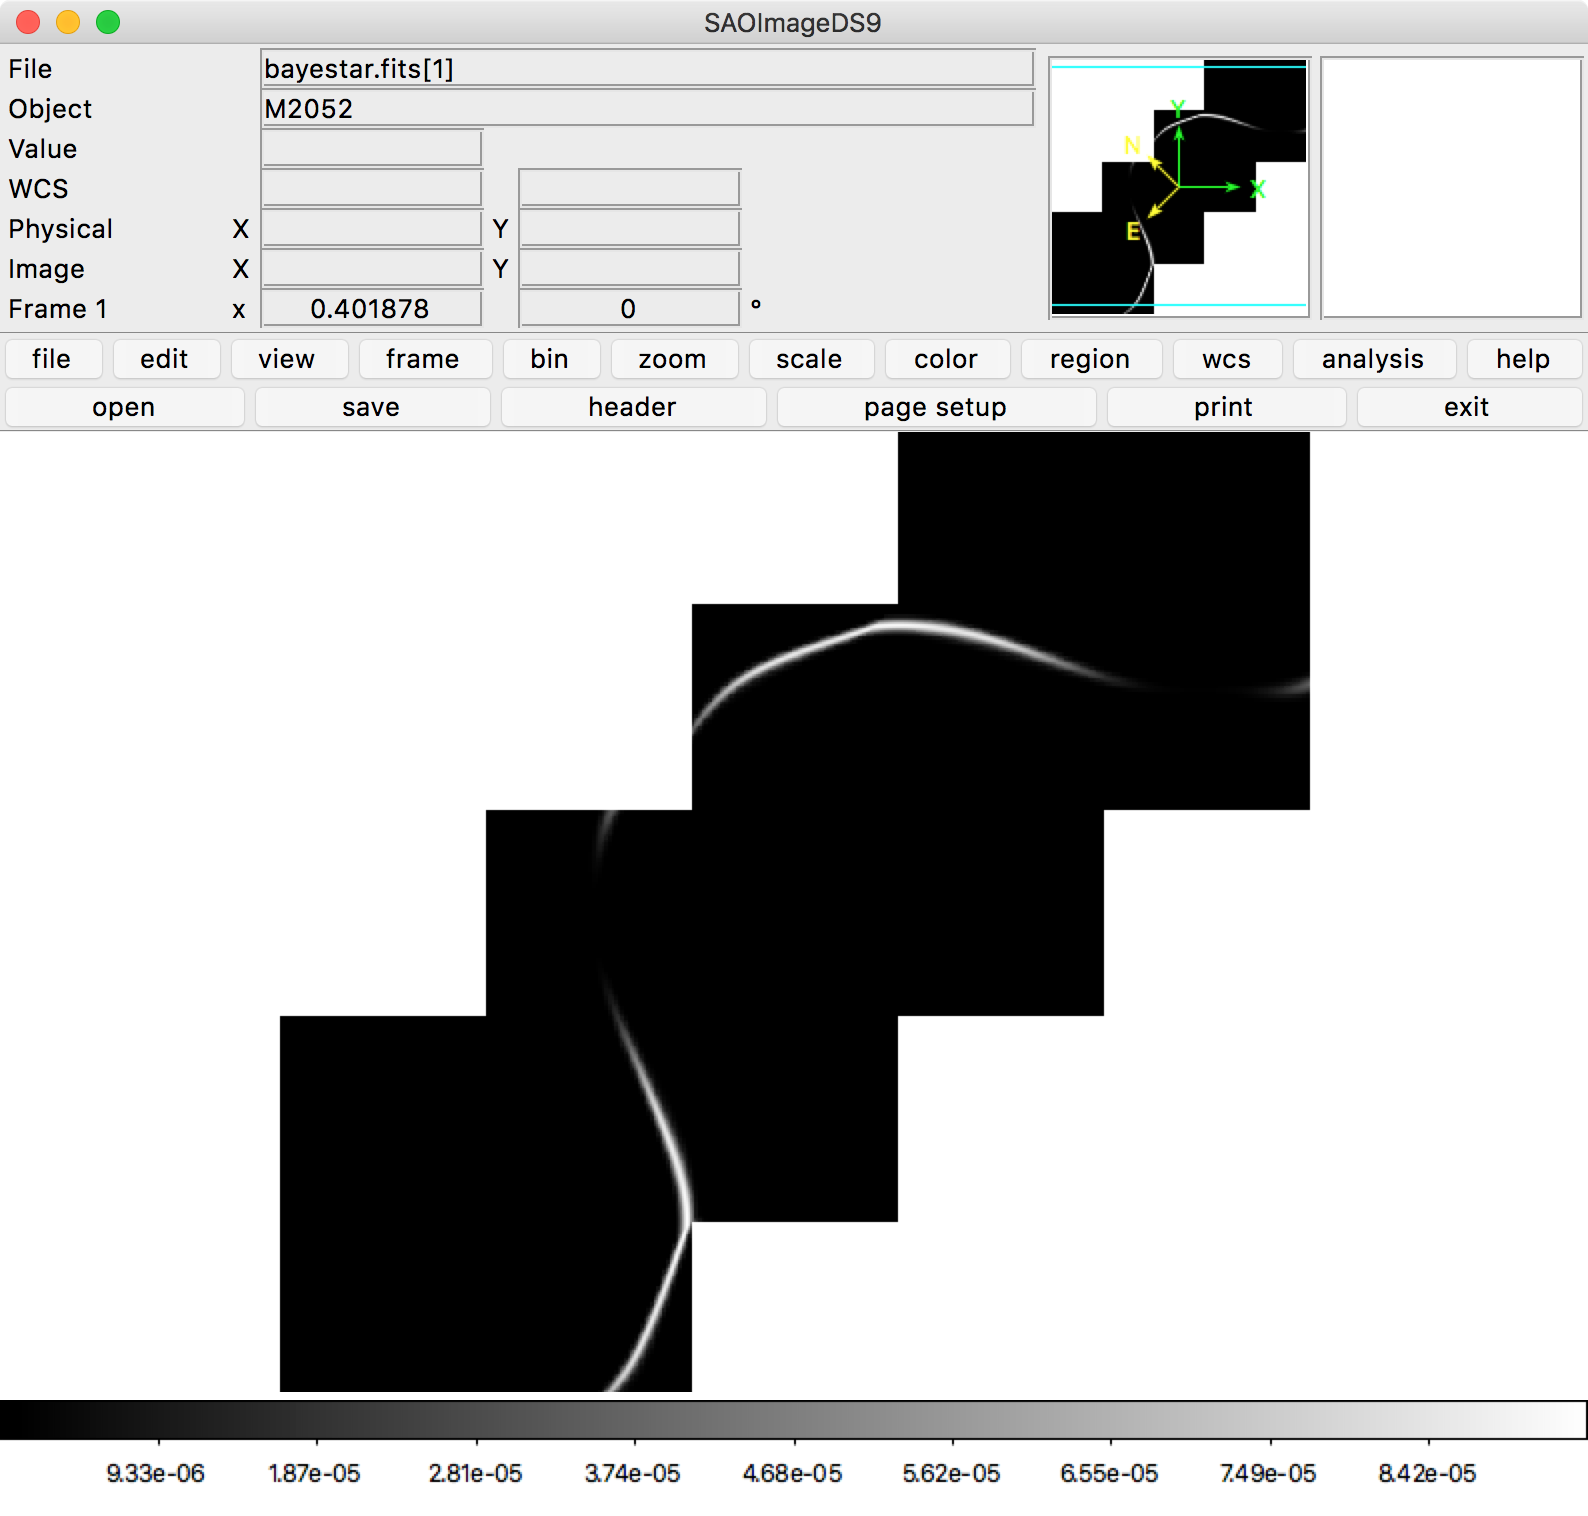 SAOImageDS9
File bayestar.fits[1]
Object M2052
Value
WCS
Physical X Y
Image X Y
Frame 1 x 0.401878 0 °
Y
N
X
E
file edit view frame bin zoom scale color region wcs analysis help
open save header page setup print exit
9.33e-06 1.87e-05 2.81e-05 3.74e-05 4.68e-05 5.62e-05 6.55e-05 7.49e-05 8.42e-05